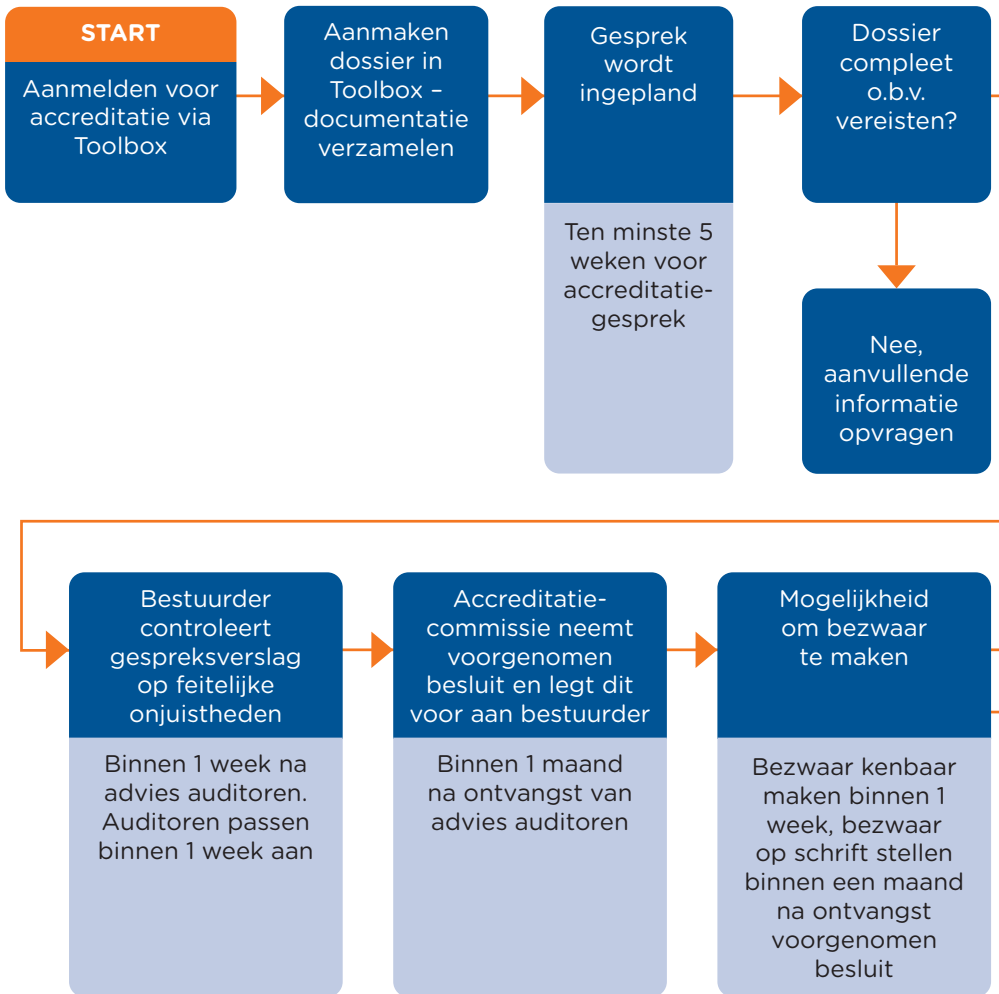 START
Aanmelden voor
accreditatie via
Toolbox
Aanmaken
dossier in
Toolbox –
documentatie
verzamelen
Gesprek
wordt
ingepland
Ten minste 5
weken voor
accreditatie-
gesprek
Dossier
compleet
o.b.v.
vereisten?
Nee,
aanvullende
informatie
opvragen
Bestuurder
controleert
gespreksverslag
op feitelijke
onjuistheden
Binnen 1 week na
advies auditoren.
Auditoren passen
binnen 1 week aan
Accreditatie-
commissie neemt
voorgenomen
besluit en legt dit
voor aan bestuurder
Binnen 1 maand
na ontvangst van
advies auditoren
Mogelijkheid
om bezwaar
te maken
Bezwaar kenbaar
maken binnen 1
week, bezwaar
op schrift stellen
binnen een maand
na ontvangst
voorgenomen
besluit